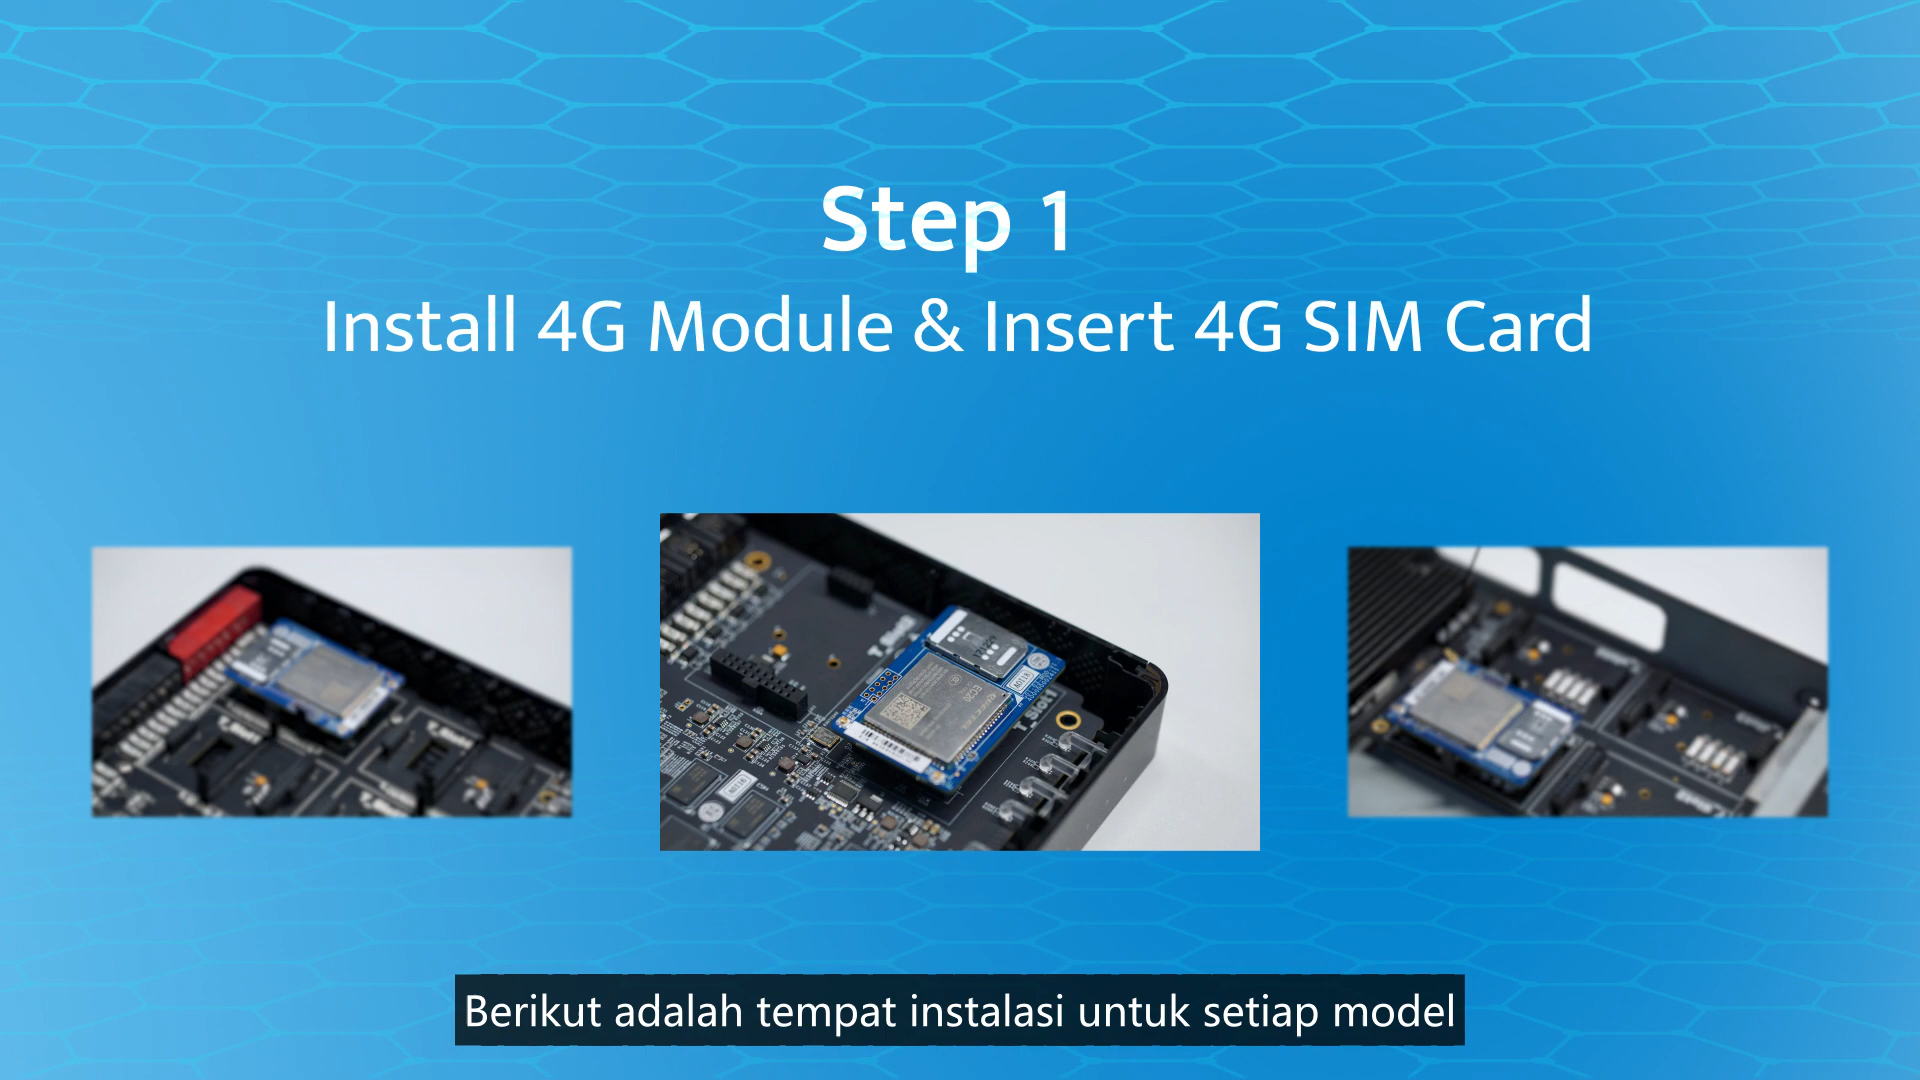 Step 1
Install 4G Module & Insert 4G SIM Card
Berikut adalah tempat instalasi untuk setiap model